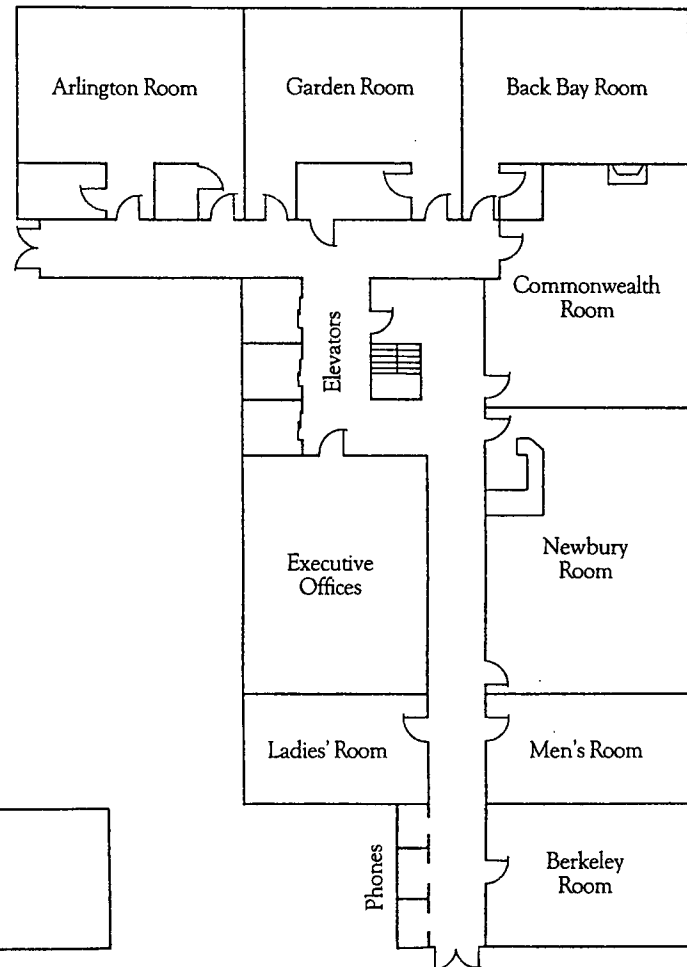 Arlington Room
Garden Room
Back Bay Room
Commonwealth
Room
Elevators
Executive
Offices
Newbury
Room
Ladies' Room
Men's Room
Phones
Berkeley
Room